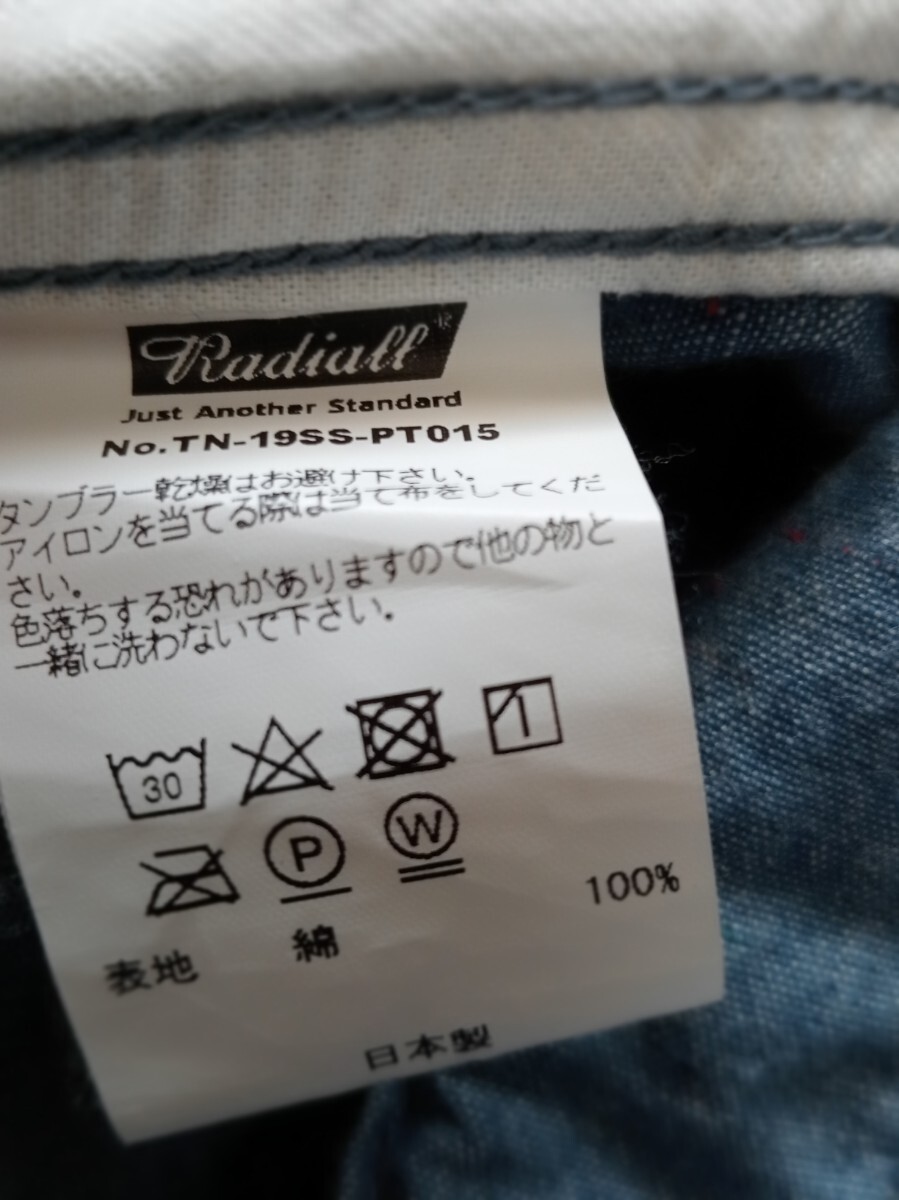 Radiall®
Just Another Standard
No.TN-19SS-PT015
タンブラー乾燥はお避け下さい。
アイロンを当てる際は当て布をしてくだ
さい。
色落ちする恐れがありますので他の物と
一緒に洗わないで下さい。
30
P W
表地 綿 100%
日本製